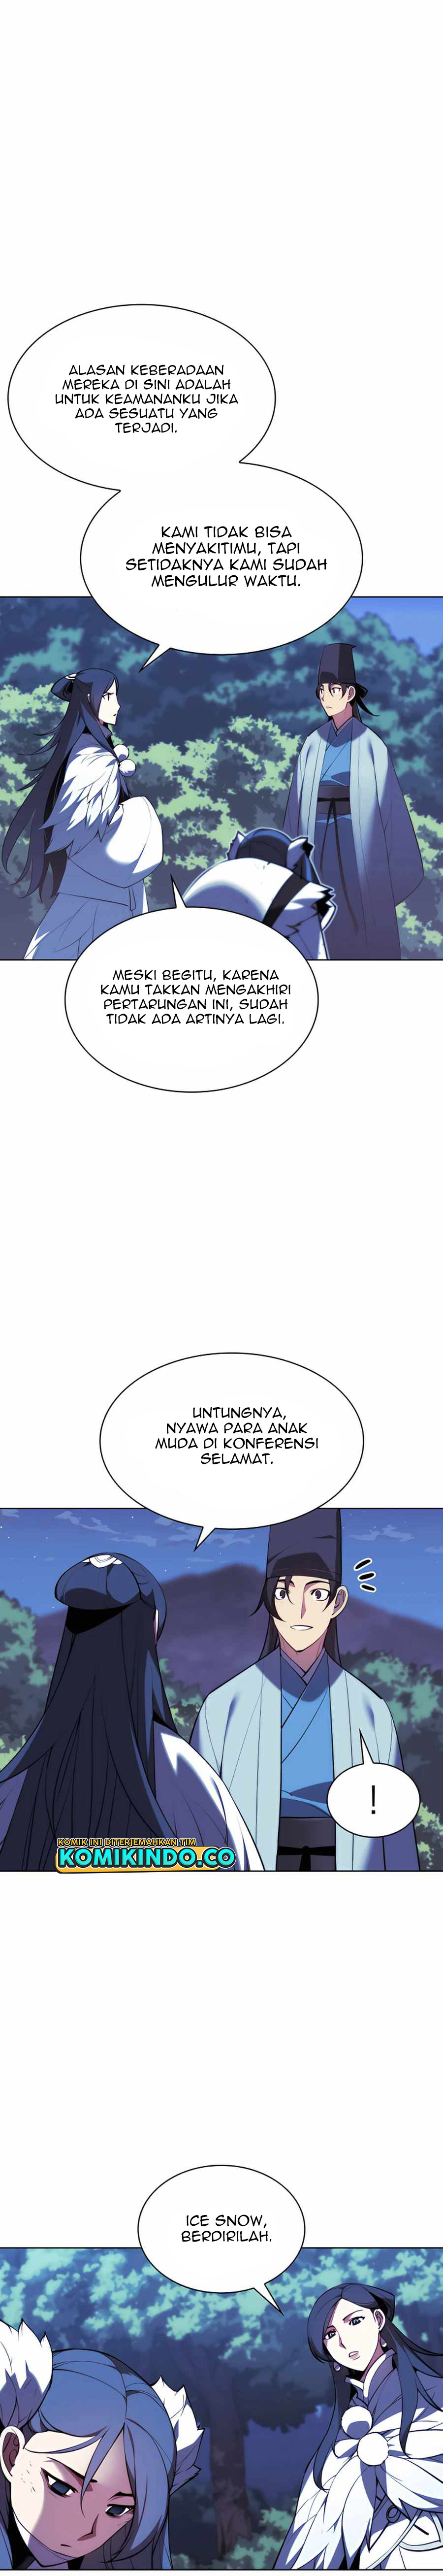 ALASAN KEBERADAAN
MEREKA DI SINI ADALAH
UNTUK KEAMANANKU JIKA
ADA SESUATU YANG
TERJADI.
KAMI TIDAK BISA
MENYAKITIMU, TAPI
SETIDAKNYA KAMI SUDAH
MENGULUR WAKTU.
MESKI BEGITU, KARENA
KAMU TAKKAN MENGAKHIRI
PERTARUNGAN INI, SUDAH
TIDAK ADA ARTINYA LAGI.
UNTUNGNYA,
NYAWA PARA ANAK
MUDA DI KONFERENSI
SELAMAT.
!
KOMIK INI DITERJEMAHKAN TIM
KOMIKINDO.CO
ICE SNOW,
BERDIRILAH.